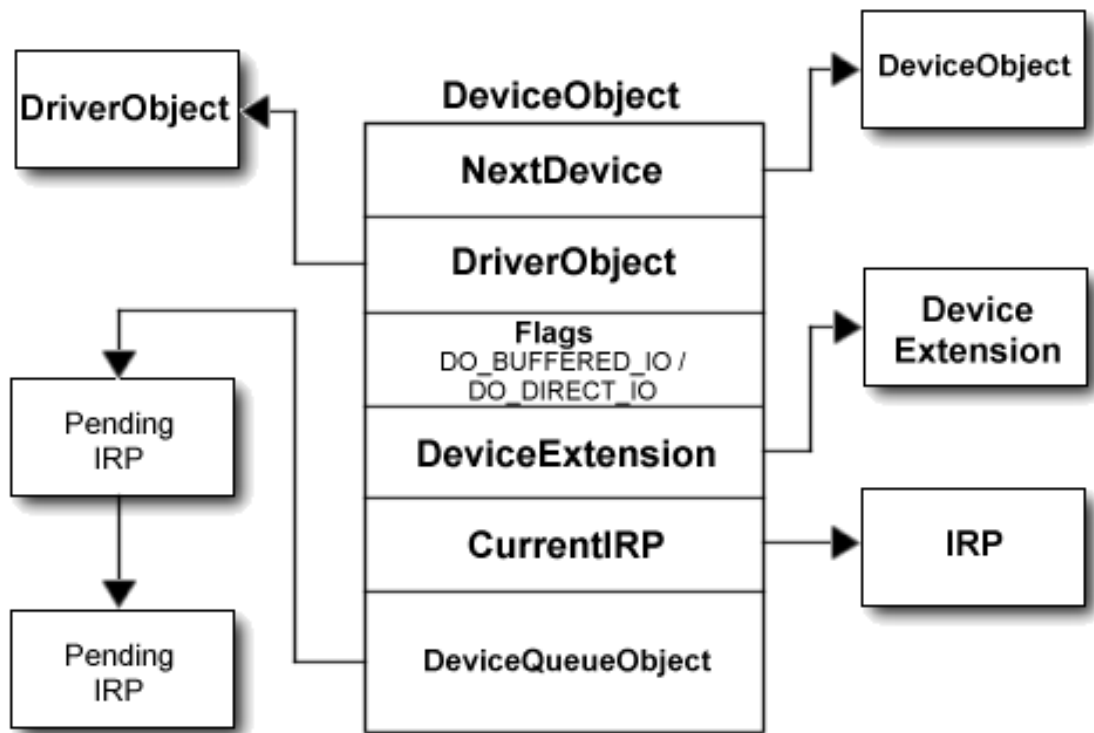 DriverObject
DeviceObject
DeviceObject
NextDevice
DriverObject
Flags
DO_BUFFERED_IO /
DO_DIRECT_IO
DeviceExtension
CurrentIRP
DeviceQueueObject
Device
Extension
IRP
Pending
IRP
Pending
IRP